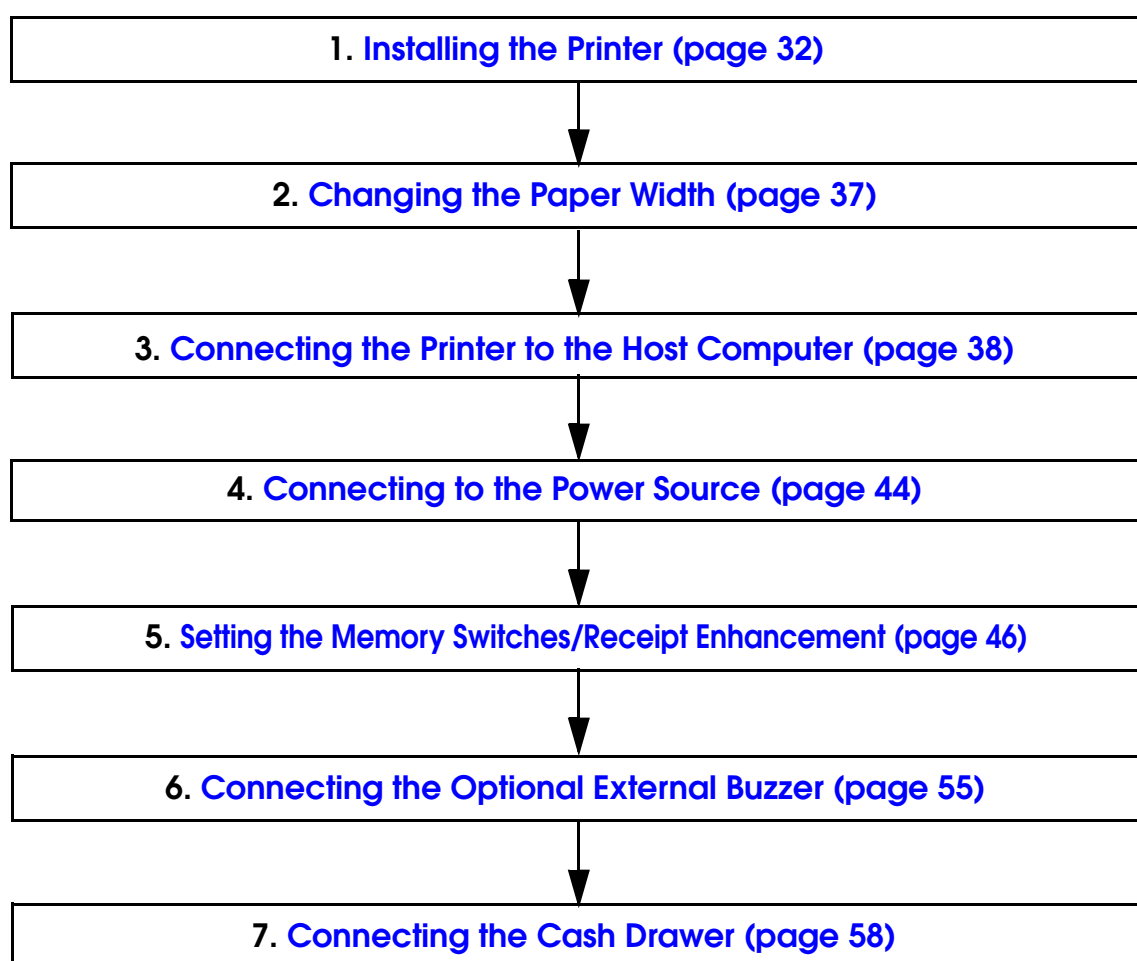 1. Installing the Printer (page 32)
2. Changing the Paper Width (page 37)
3. Connecting the Printer to the Host Computer (page 38)
4. Connecting to the Power Source (page 44)
5. Setting the Memory Switches/Receipt Enhancement (page 46)
6. Connecting the Optional External Buzzer (page 55)
7. Connecting the Cash Drawer (page 58)